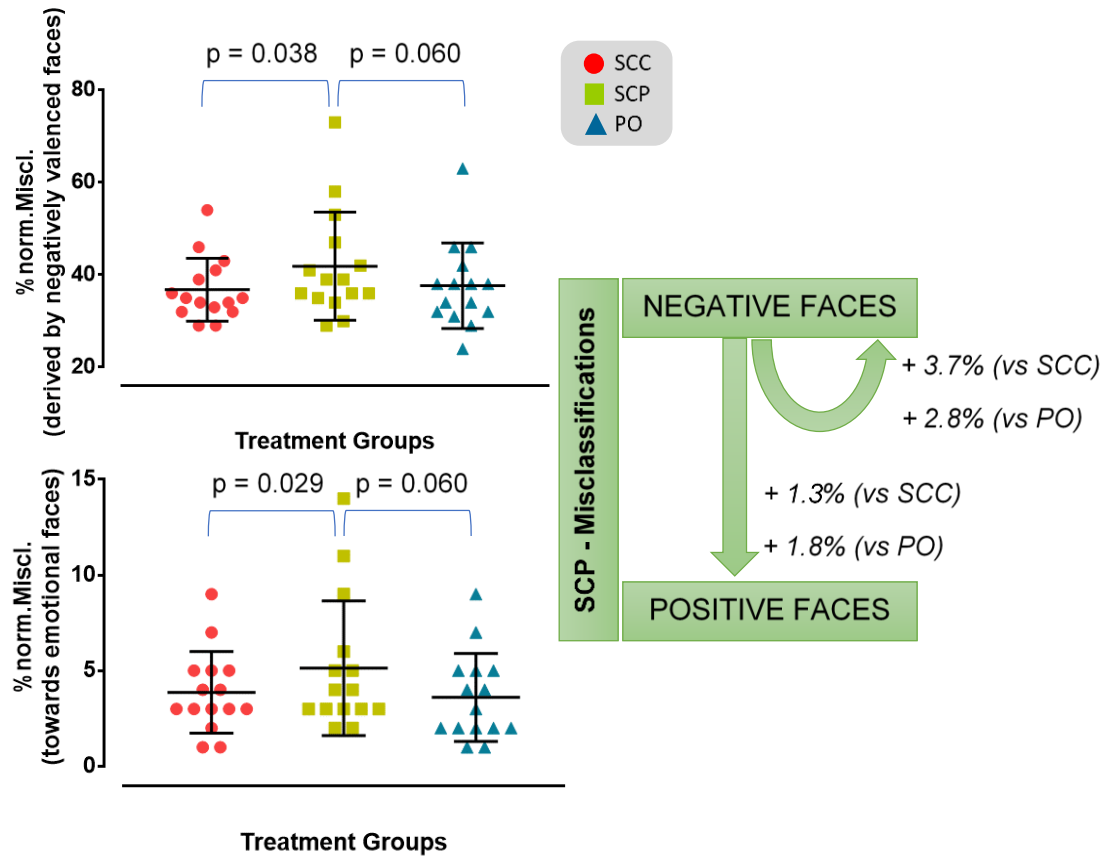 p = 0.038
p = 0.060
% norm.Miscl.
(derived by negatively valenced faces)
80
60
40
20
Treatment Groups
SCC
SCP
PO
p = 0.029
p = 0.060
% norm.Miscl.
(towards emotional faces)
15
10
5
0
Treatment Groups
SCP - Misclassifications
NEGATIVE FACES
+ 3.7% (vs SCC)
+ 2.8% (vs PO)
+ 1.3% (vs SCC)
+ 1.8% (vs PO)
POSITIVE FACES